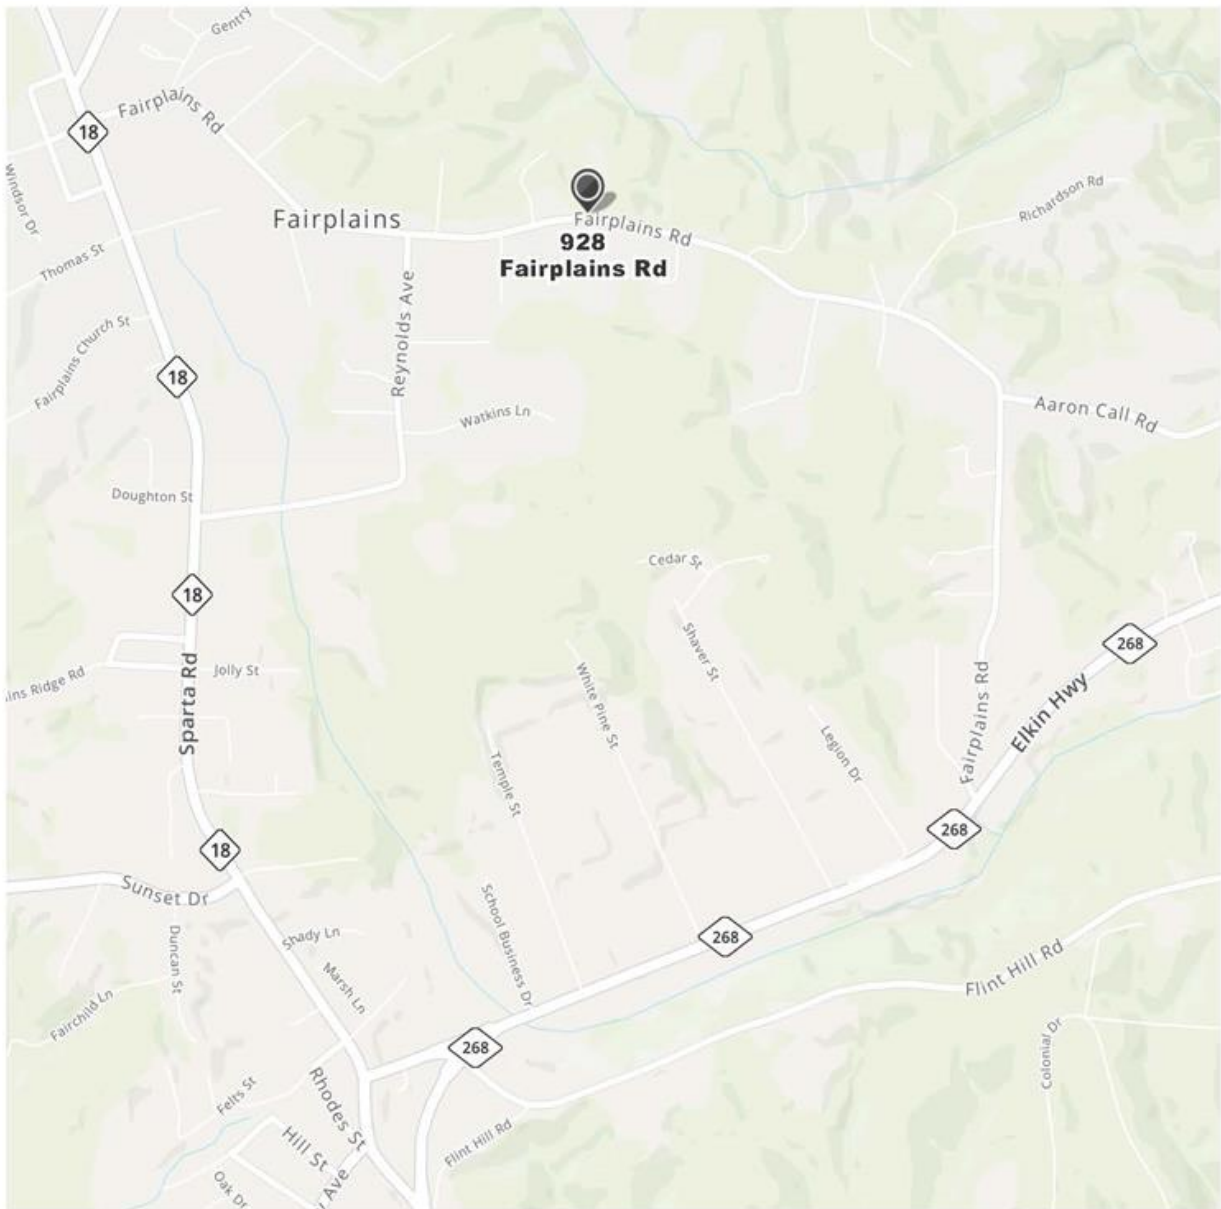 Gentry
Fairplains Rd
18
Windsor Dr
Richardson Rd
Fairplains
Fairplains Rd
928
Fairplains Rd
Thomas St
Reynolds Ave
Fairplains Church St
18
Aaron Call Rd
Watkins Ln
Doughton St
Cedar St
18
Shaver St
268
Jolly St
ins Ridge Rd
Sparta Rd
White Pine St
Fairplains Rd
Elkin Hwy
Legion Dr
Temple St
268
18
Sunset Dr
School Business Dr
Shady Ln
268
Duncan St
Marsh Ln
Flint Hill Rd
Fairchild Ln
268
Colonial Dr
Felts St
Rhodes St
Hill St
Flint Hill Rd
Oak Dr
Ave